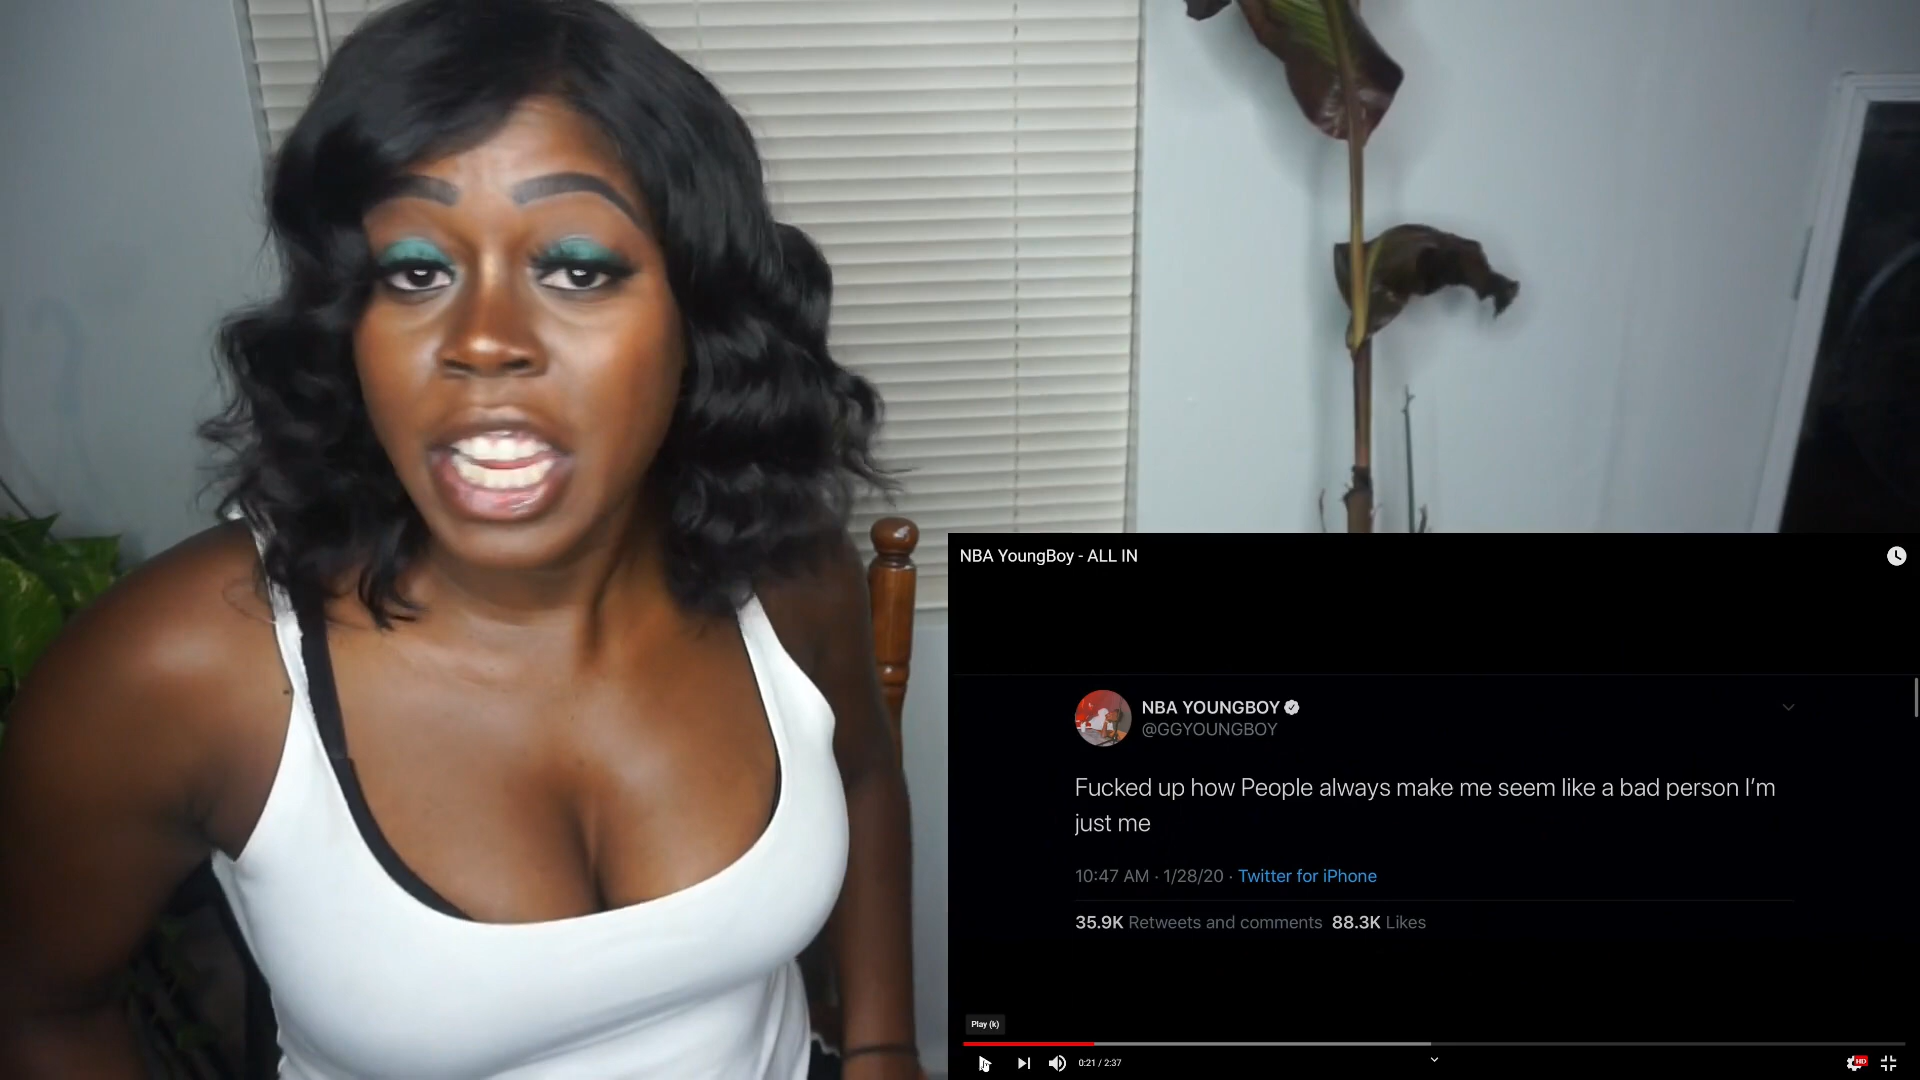 NBA YoungBoy - ALL IN
NBA YOUNGBOY
@GGYOUNGBOY
Fucked up how People always make me seem like a bad person I’m
just me
10:47 AM · 1/28/20 · Twitter for iPhone
35.9K Retweets and comments 88.3K Likes
Play (k)
0:21 / 2:37
HD